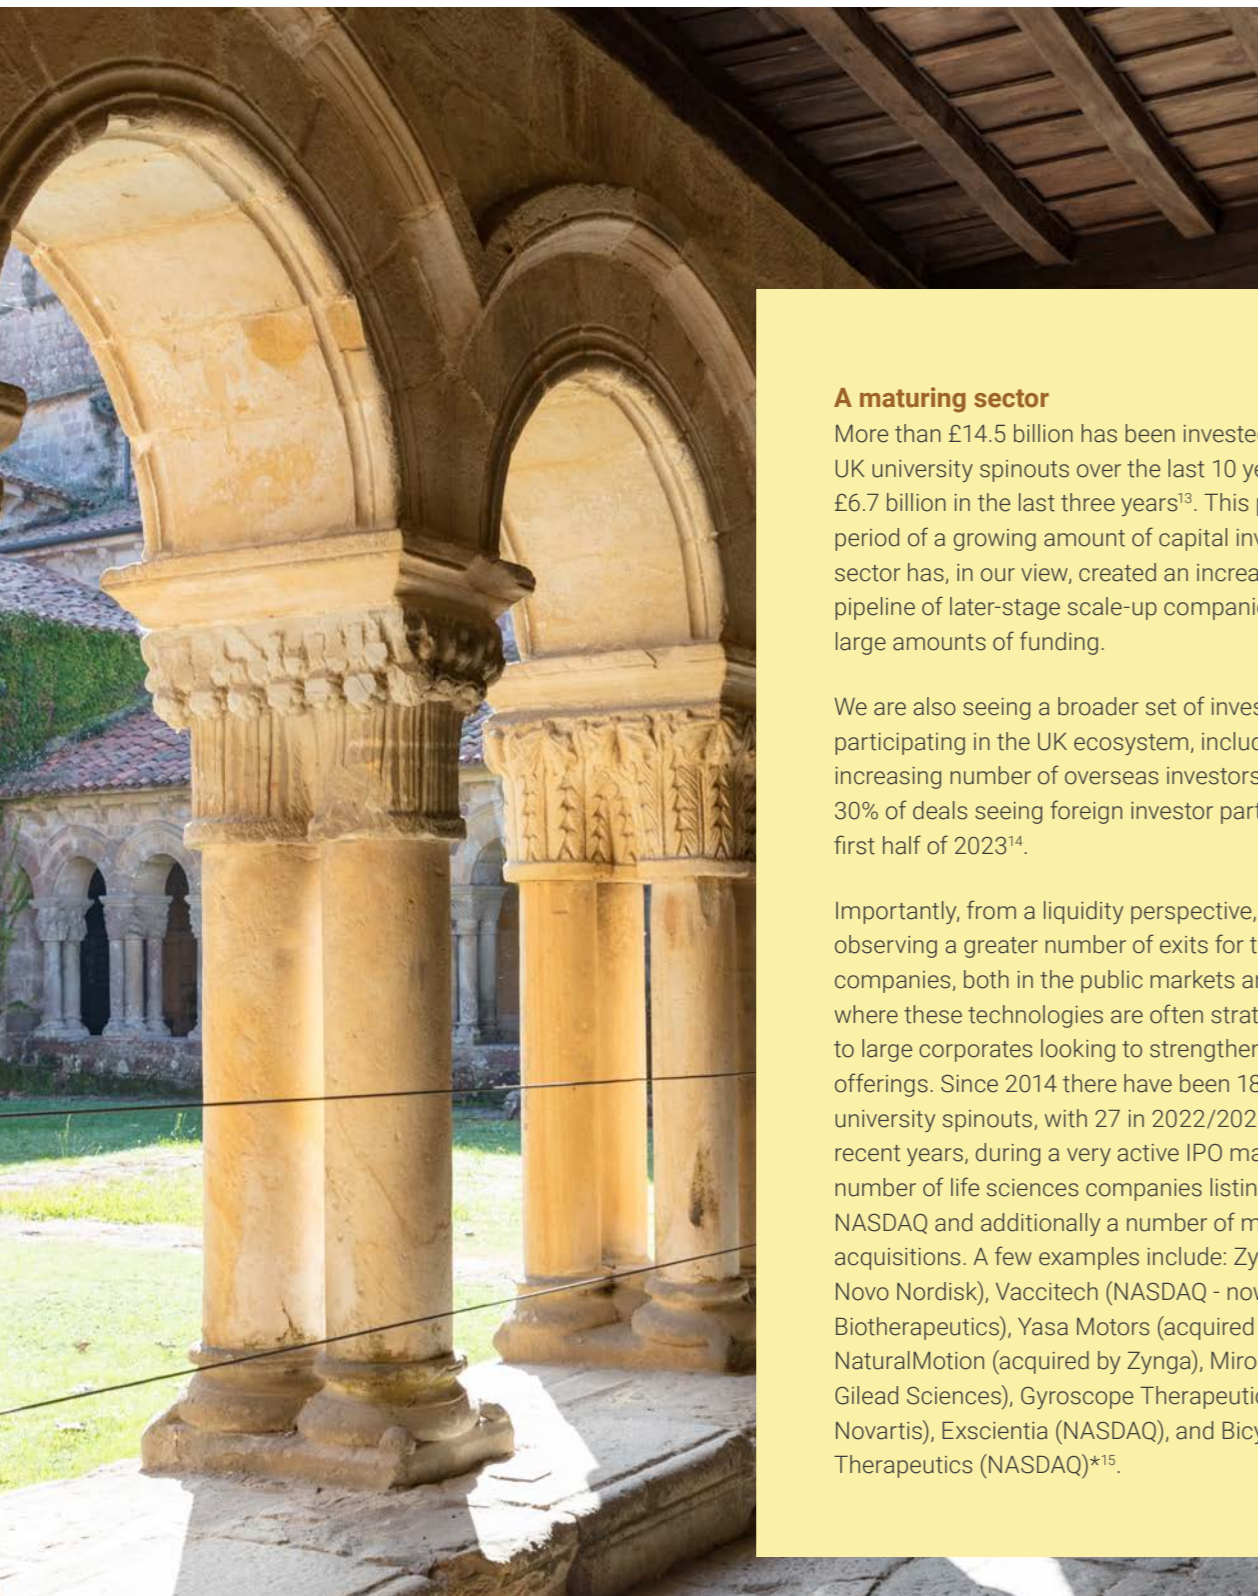 A maturing sector
More than £14.5 billion has been investe
UK university spinouts over the last 10 ye
£6.7 billion in the last three years¹³. This p
period of a growing amount of capital inv
sector has, in our view, created an increa
pipeline of later-stage scale-up companie
large amounts of funding.
We are also seeing a broader set of inves
participating in the UK ecosystem, includ
increasing number of overseas investors
30% of deals seeing foreign investor part
first half of 2023¹⁴.
Importantly, from a liquidity perspective,
observing a greater number of exits for t
companies, both in the public markets a
where these technologies are often strat
to large corporates looking to strengthen
offerings. Since 2014 there have been 18
university spinouts, with 27 in 2022/202
recent years, during a very active IPO ma
number of life sciences companies listin
NASDAQ and additionally a number of m
acquisitions. A few examples include: Zy
Novo Nordisk), Vaccitech (NASDAQ - now
Biotherapeutics), Yasa Motors (acquired
NaturalMotion (acquired by Zynga), Miro
Gilead Sciences), Gyroscope Therapeutic
Novartis), Exscientia (NASDAQ), and Bicy
Therapeutics (NASDAQ)*¹⁵.